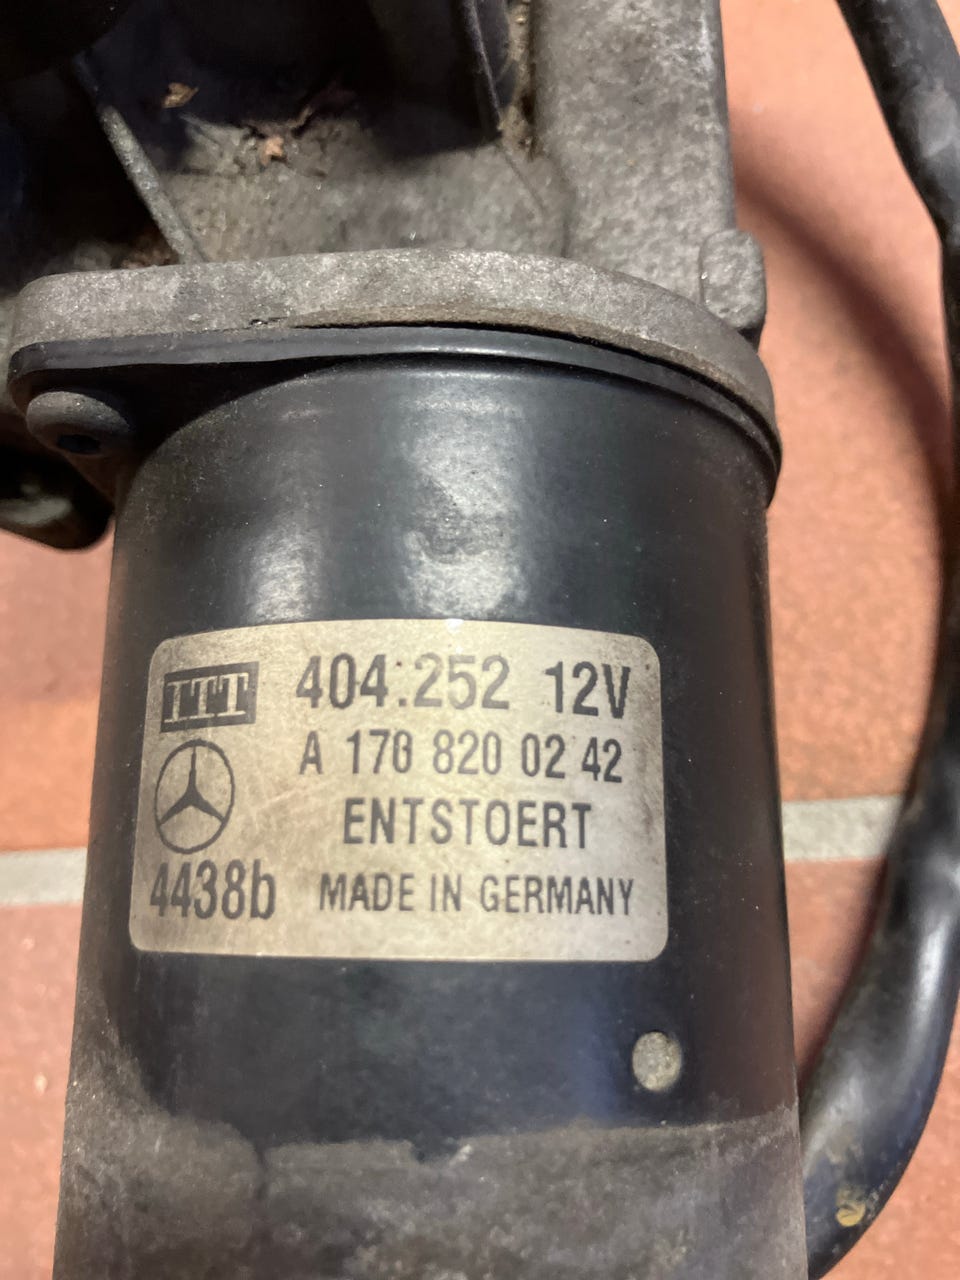 ITT 404.252 12V
A 170 820 02 42
ENTSTOERT
4438b MADE IN GERMANY